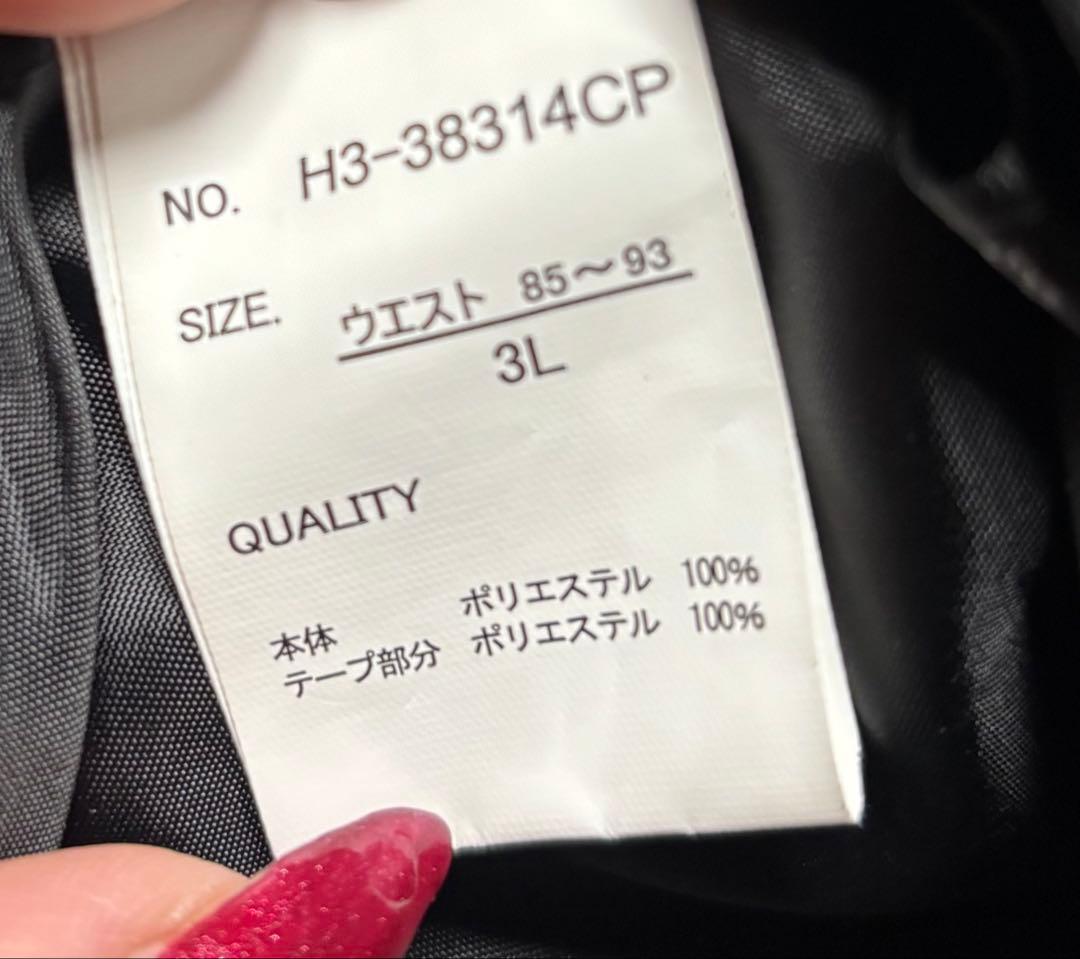 NO. H3-38314CP
SIZE. ウエスト 85〜93
3L
QUALITY
本体 ポリエステル 100%
テープ部分 ポリエステル 100%